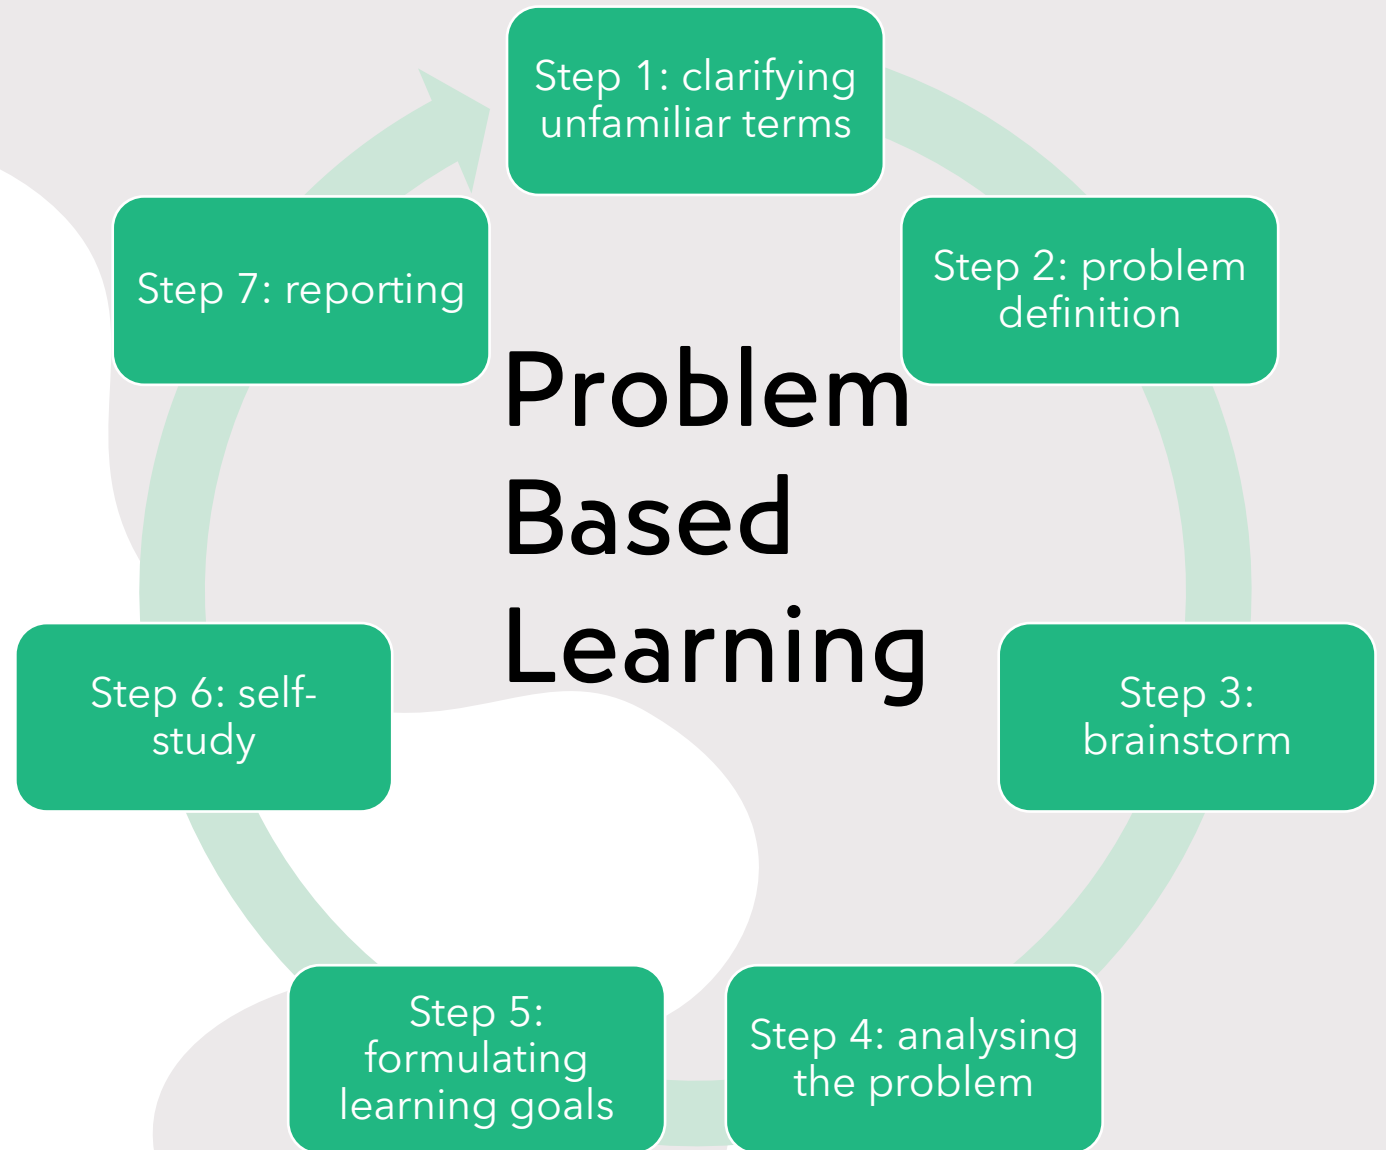 Step 1: clarifying
unfamiliar terms
Step 2: problem
definition
Step 3:
brainstorm
Step 4: analysing
the problem
Step 5:
formulating
learning goals
Step 6: self-
study
Step 7: reporting
Problem
Based
Learning